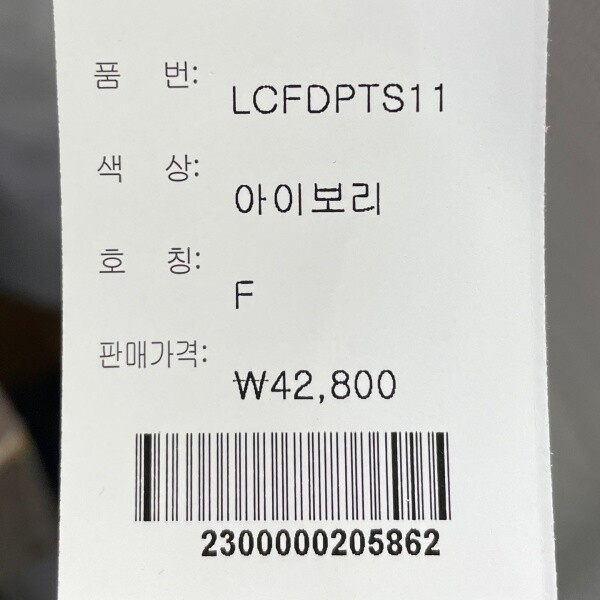 품 번: LCFDPTS11
색 상: 아이보리
호 칭: F
판매가격: ₩42,800
2300000205862